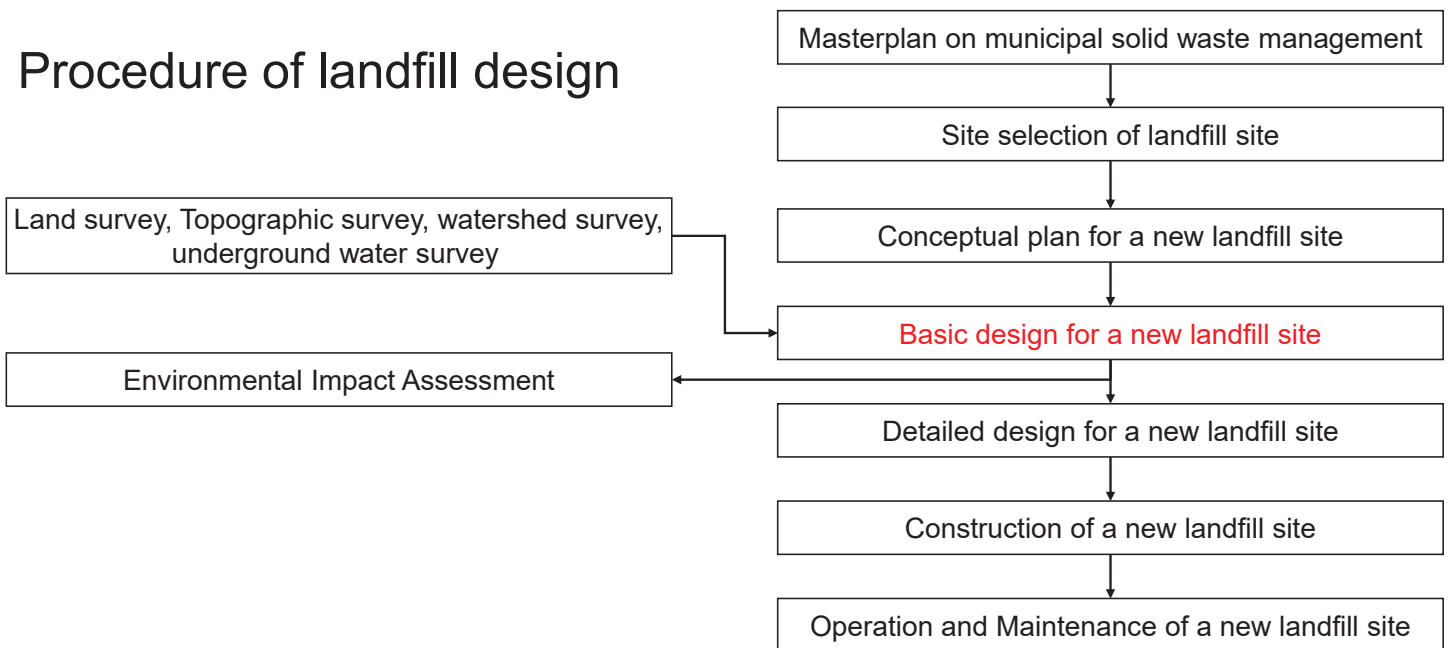 Procedure of landfill design
Masterplan on municipal solid waste management
Site selection of landfill site
Land survey, Topographic survey, watershed survey,
underground water survey
Conceptual plan for a new landfill site
Basic design for a new landfill site
Environmental Impact Assessment
Detailed design for a new landfill site
Construction of a new landfill site
Operation and Maintenance of a new landfill site